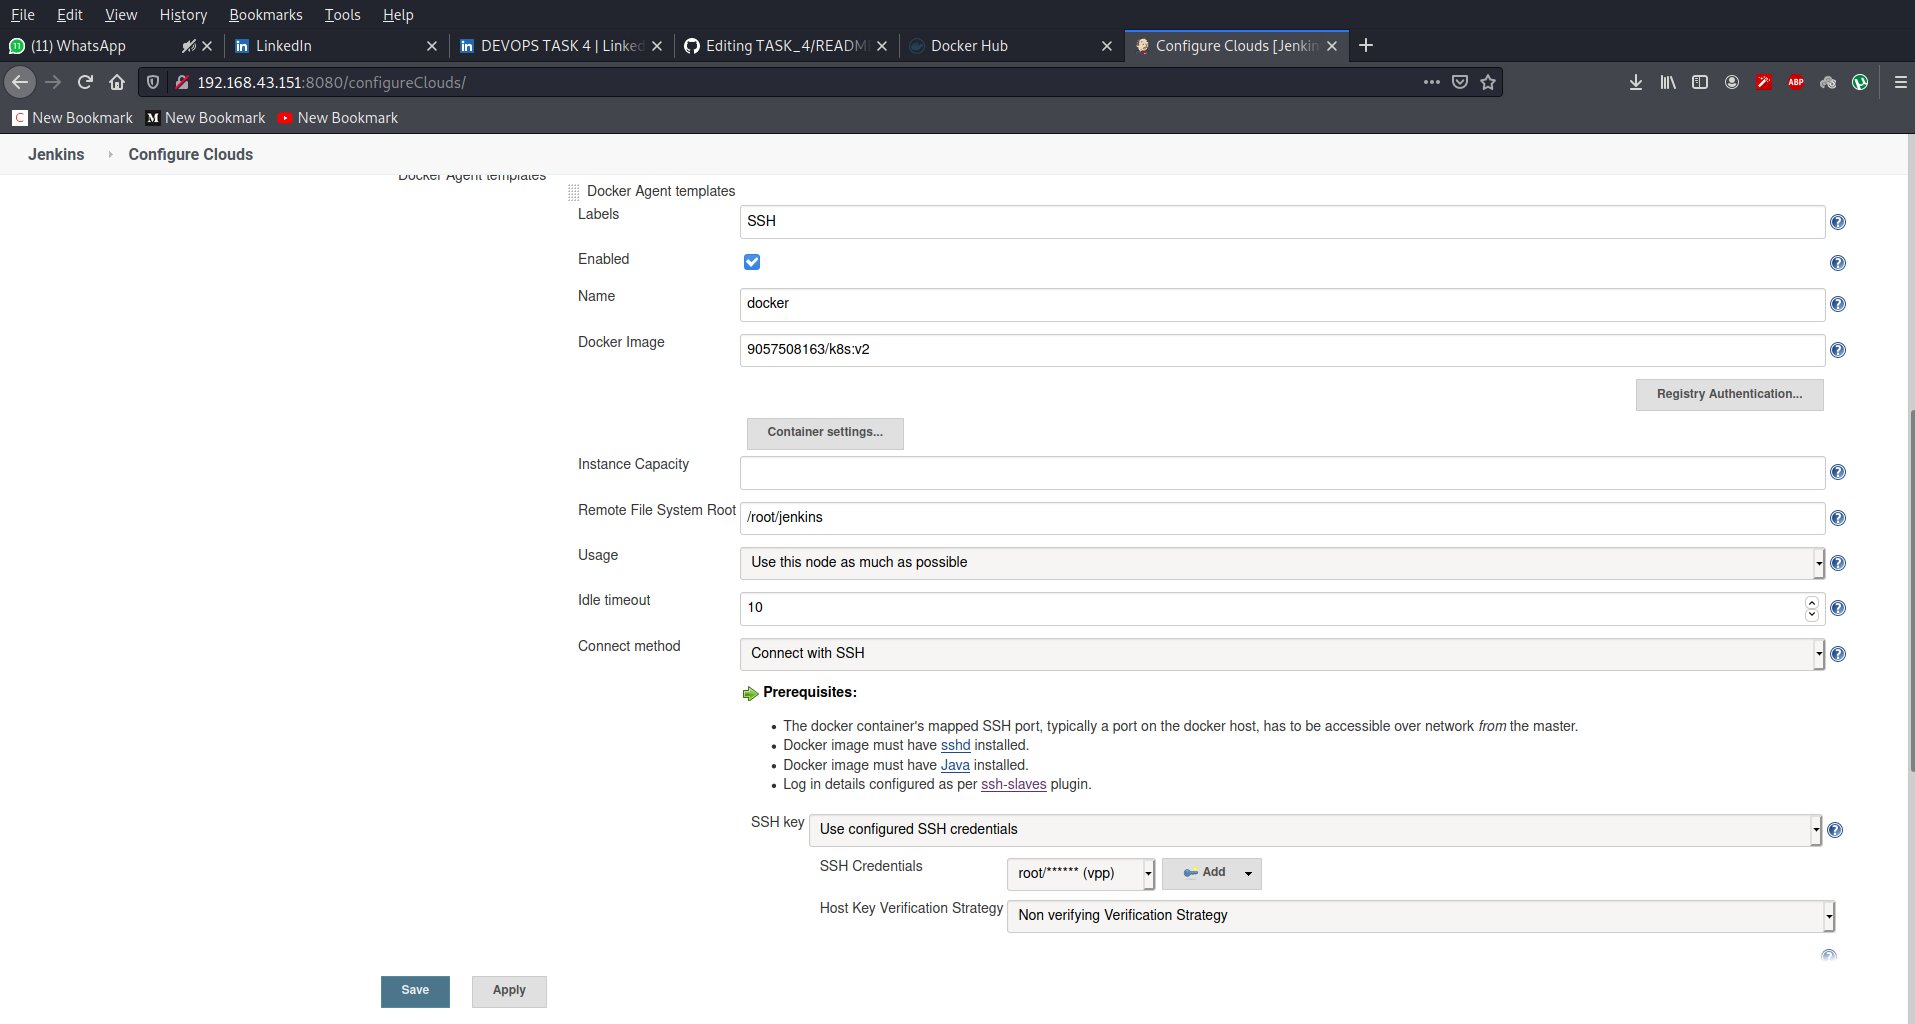 File Edit View History Bookmarks Tools Help
(11) WhatsApp
LinkedIn
DEVOPS TASK 4 | Linked
Editing TASK_4/READM
Docker Hub
Configure Clouds [Jenkin
192.168.43.151:8080/configureClouds/
ABP
New Bookmark
New Bookmark
New Bookmark
Jenkins
Configure Clouds
Docker Agent templates
Docker Agent templates
Labels
SSH
Enabled
Name
docker
Docker Image
9057508163/k8s:v2
Registry Authentication...
Container settings...
Instance Capacity
Remote File System Root
/root/jenkins
Usage
Use this node as much as possible
Idle timeout
10
Connect method
Connect with SSH
Prerequisites:
• The docker container's mapped SSH port, typically a port on the docker host, has to be accessible over network from the master.
• Docker image must have sshd installed.
• Docker image must have Java installed.
• Log in details configured as per ssh-slaves plugin.
SSH key
Use configured SSH credentials
SSH Credentials
root/****** (vpp)
Add
Host Key Verification Strategy
Non verifying Verification Strategy
Save
Apply